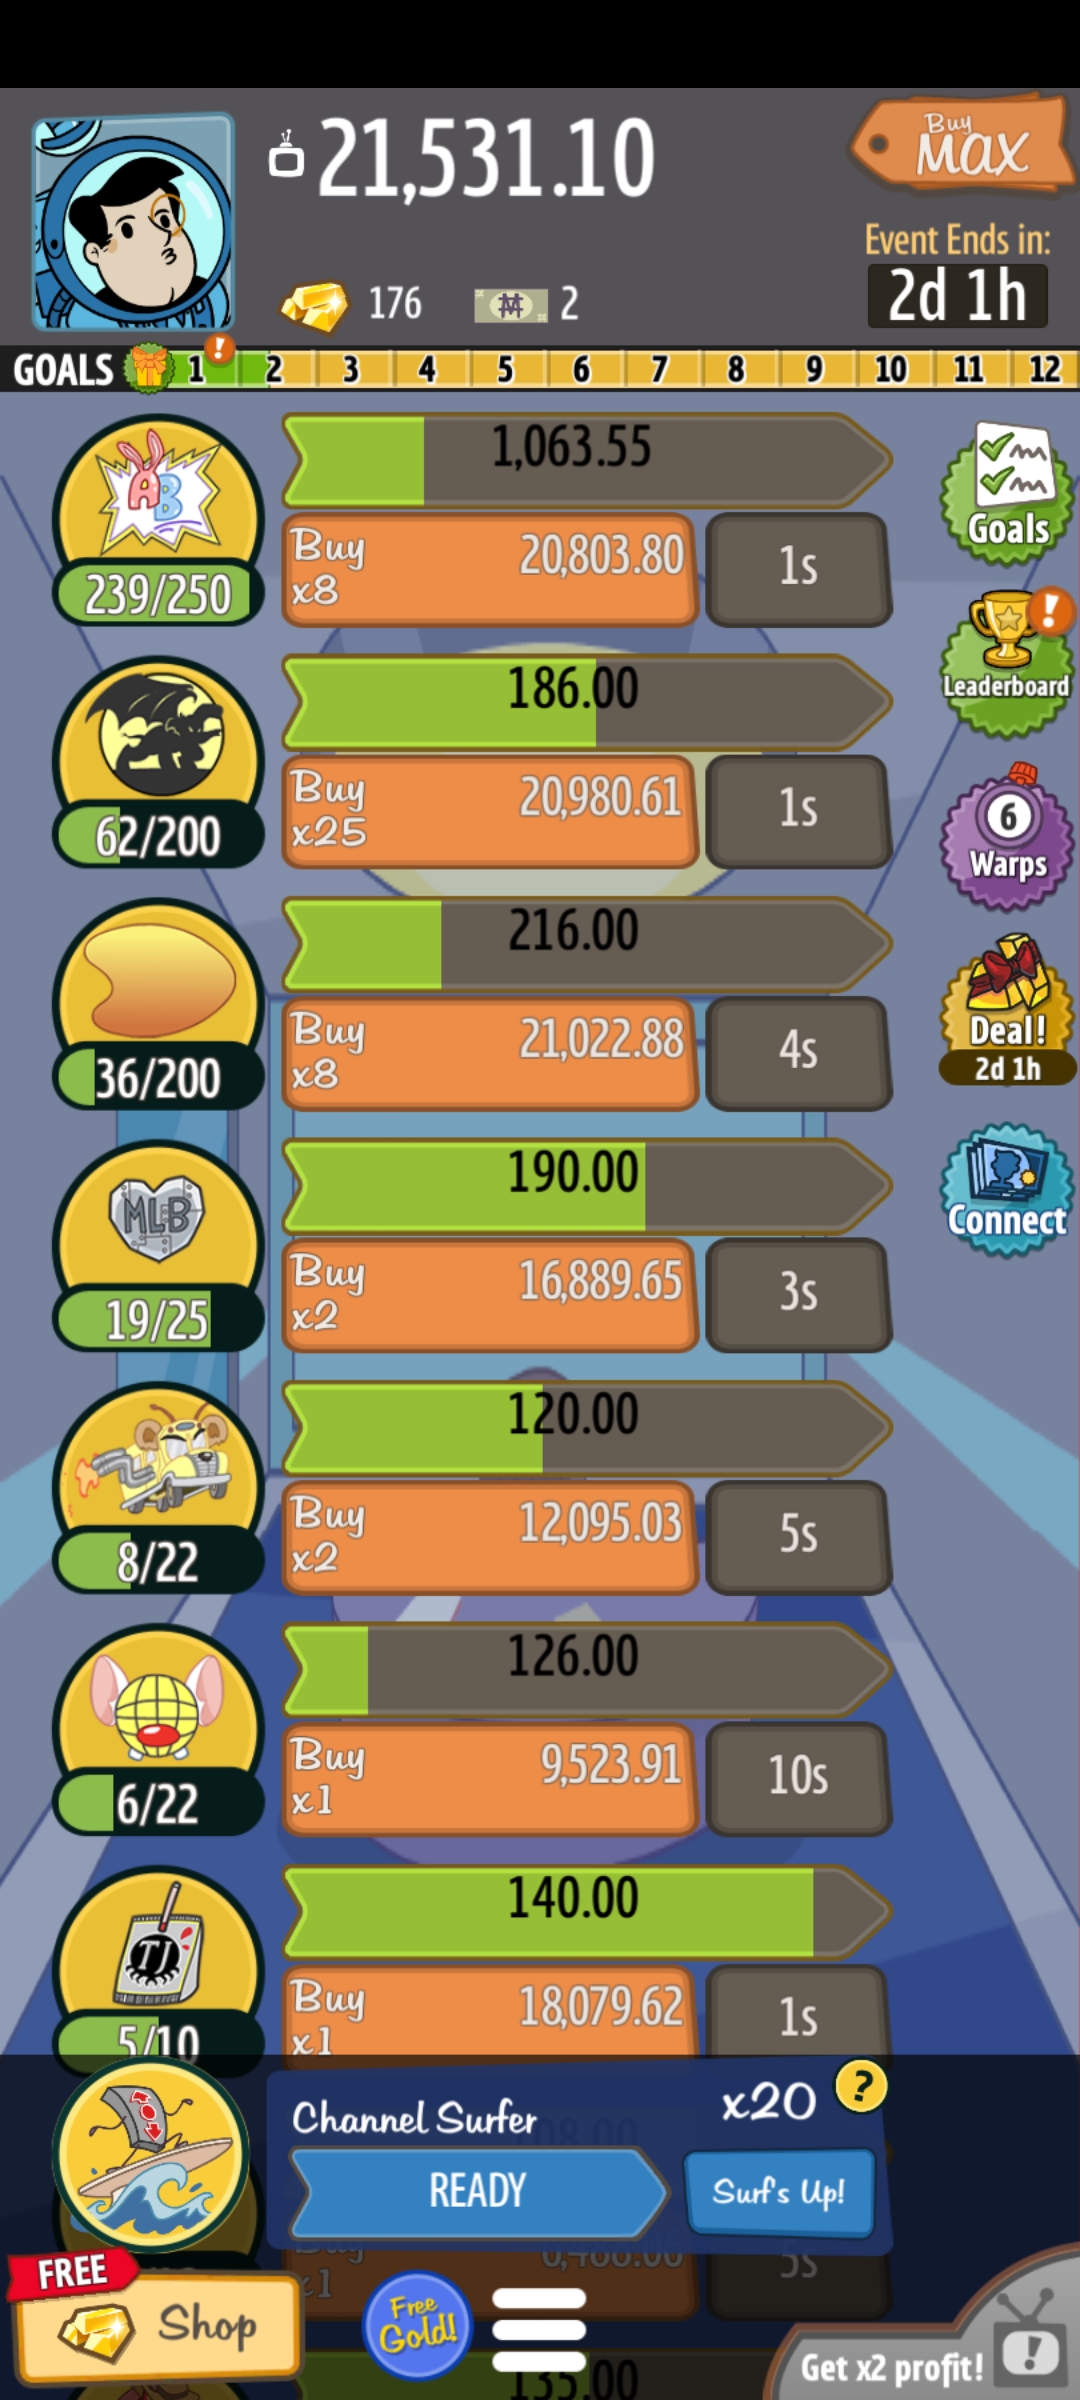 21,531.10
Buy
MAX
Event Ends in:
2d 1h
176
2
GOALS 1 ! 2 3 4 5 6 7 8 9 10 11 12
AB
239/250
1,063.55
Buy
x8
20,803.80
1s
Goals
62/200
186.00
Buy
x25
20,980.61
1s
!
Leaderboard
36/200
216.00
Buy
x8
21,022.88
4s
6
Warps
Deal!
2d 1h
MLB
19/25
190.00
Buy
x2
16,889.65
3s
Connect
8/22
120.00
Buy
x2
12,095.03
5s
6/22
126.00
Buy
x1
9,523.91
10s
TJ
5/10
140.00
Buy
x1
18,079.62
1s
Channel Surfer
x20
?
READY
Surf's Up!
x1
5s
FREE
Shop
Free
Gold!
135.00
Get x2 profit!
!